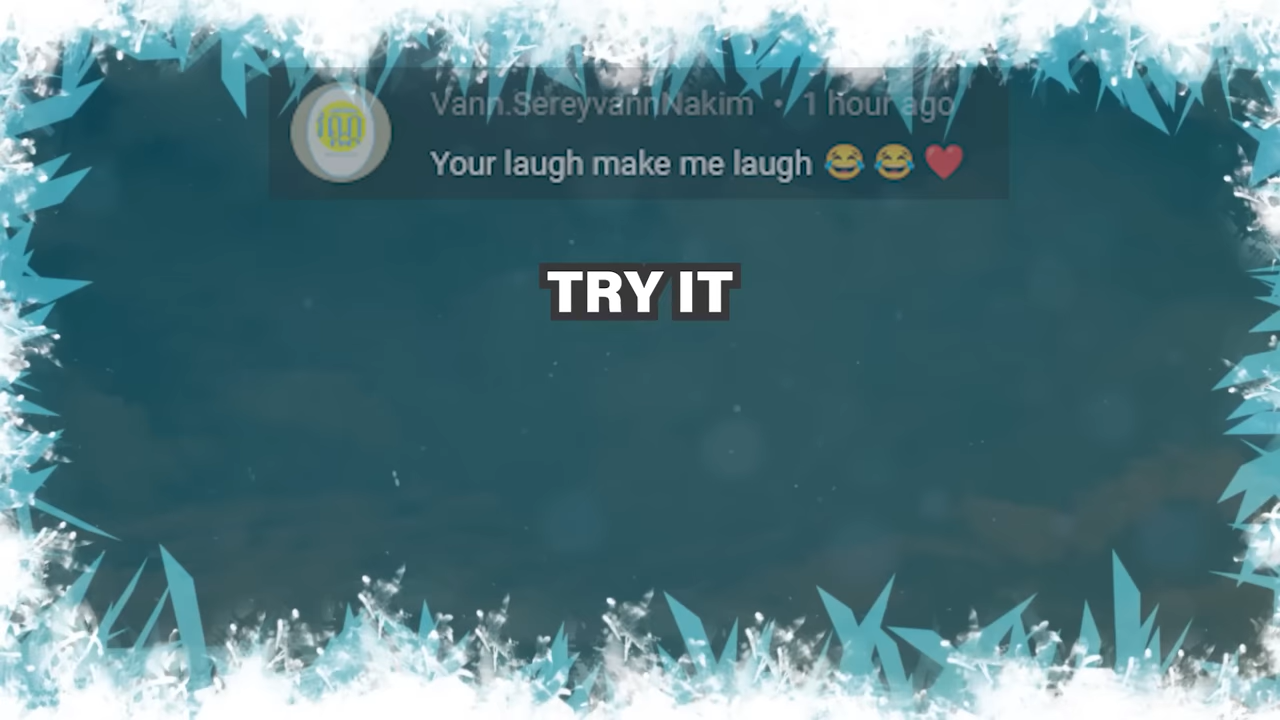 Vann.SereyvannNakim • 1 hour ago
Your laugh make me laugh 😂 😂 ❤️
TRY IT